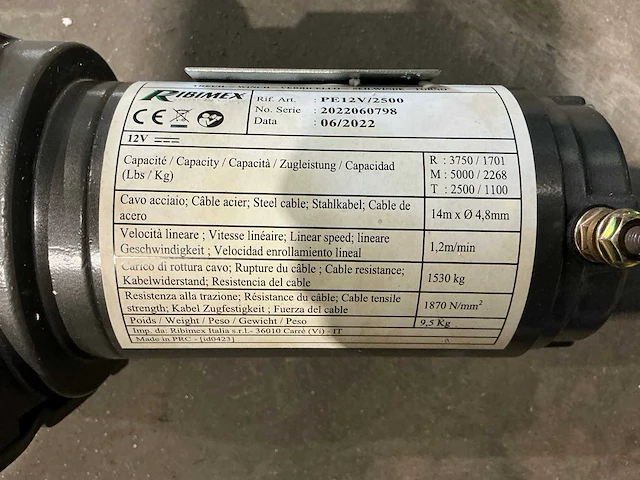 RIBIMEX
Rif. Art. : PE12V/2500
No. Serie : 2022060798
Data : 06/2022
CE
12V
Capacité / Capacity / Capacità / Zugleistung / Capacidad
(Lbs / Kg)
R : 3750 / 1701
M : 5000 / 2268
T : 2500 / 1100
Cavo acciaio; Câble acier; Steel cable; Stahlkabel; Cable de
acero
14m x Ø 4,8mm
Velocità lineare ; Vitesse linéaire; Linear speed; lineare
Geschwindigkeit ; Velocidad enrollamiento lineal
1,2m/min
Carico di rottura cavo; Rupture du câble ; Cable resistance;
Kabelwiderstand; Resistencia del cable
1530 kg
Resistenza alla trazione; Résistance du câble; Cable tensile
strength; Kabel Zugfestigkeit ; Fuerza del cable
1870 N/mm²
Poids / Weight / Peso / Gewicht / Peso
9,5 Kg
Imp. da: Ribimex Italia s.r.l.- 36010 Carrè (Vi) - IT
Made in PRC - [id0423]